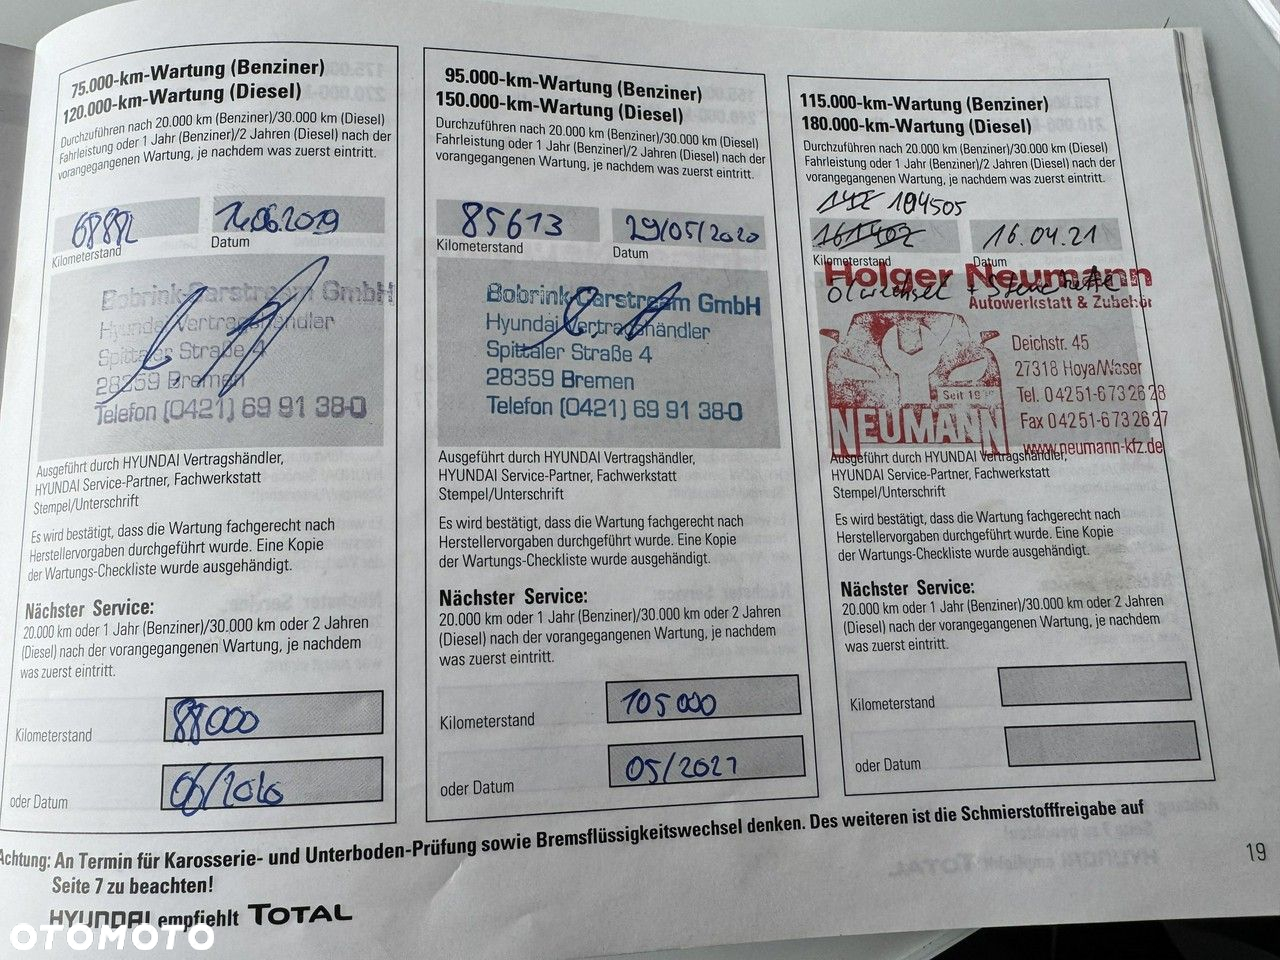 75.000-km-Wartung (Benziner)
120.000-km-Wartung (Diesel)
Durchzuführen nach 20.000 km (Benziner)/30.000 km (Diesel)
Fahrleistung oder 1 Jahr (Benziner)/2 Jahren (Diesel) nach der
vorangegangenen Wartung, je nachdem was zuerst eintritt.
68882
14.06.2019
Kilometerstand
Datum
Bobrink Carstream GmbH
Hyundai Vertragshändler
Spittaler Straße 4
28359 Bremen
Telefon (0421) 69 91 38-0
Ausgeführt durch HYUNDAI Vertragshändler,
HYUNDAI Service-Partner, Fachwerkstatt
Stempel/Unterschrift
Es wird bestätigt, dass die Wartung fachgerecht nach
Herstellervorgaben durchgeführt wurde. Eine Kopie
der Wartungs-Checkliste wurde ausgehändigt.
Nächster Service:
20.000 km oder 1 Jahr (Benziner)/30.000 km oder 2 Jahren
(Diesel) nach der vorangegangenen Wartung, je nachdem
was zuerst eintritt.
Kilometerstand
88000
oder Datum
06/2020
95.000-km-Wartung (Benziner)
150.000-km-Wartung (Diesel)
Durchzuführen nach 20.000 km (Benziner)/30.000 km (Diesel)
Fahrleistung oder 1 Jahr (Benziner)/2 Jahren (Diesel) nach der
vorangegangenen Wartung, je nachdem was zuerst eintritt.
85613
29/05/2020
Kilometerstand
Datum
Bobrink Carstream GmbH
Hyundai Vertragshändler
Spittaler Straße 4
28359 Bremen
Telefon (0421) 69 91 38-0
Ausgeführt durch HYUNDAI Vertragshändler,
HYUNDAI Service-Partner, Fachwerkstatt
Stempel/Unterschrift
Es wird bestätigt, dass die Wartung fachgerecht nach
Herstellervorgaben durchgeführt wurde. Eine Kopie
der Wartungs-Checkliste wurde ausgehändigt.
Nächster Service:
20.000 km oder 1 Jahr (Benziner)/30.000 km oder 2 Jahren
(Diesel) nach der vorangegangenen Wartung, je nachdem
was zuerst eintritt.
Kilometerstand
105000
oder Datum
05/2021
115.000-km-Wartung (Benziner)
180.000-km-Wartung (Diesel)
Durchzuführen nach 20.000 km (Benziner)/30.000 km (Diesel)
Fahrleistung oder 1 Jahr (Benziner)/2 Jahren (Diesel) nach der
vorangegangenen Wartung, je nachdem was zuerst eintritt.
104505
161402
16.04.21
Kilometerstand
Datum
Holger Neumann
Ölwechsel +
Autowerkstatt & Zubehör
Deichstr. 45
27318 Hoya/Weser
Seit
Tel. 04251-6732628
NEUMANN
Fax 04251-6732627
www.neumann-kfz.de
Ausgeführt durch HYUNDAI Vertragshändler,
HYUNDAI Service-Partner, Fachwerkstatt
Stempel/Unterschrift
Es wird bestätigt, dass die Wartung fachgerecht nach
Herstellervorgaben durchgeführt wurde. Eine Kopie
der Wartungs-Checkliste wurde ausgehändigt.
Nächster Service:
20.000 km oder 1 Jahr (Benziner)/30.000 km oder 2 Jahren
(Diesel) nach der vorangegangenen Wartung, je nachdem
was zuerst eintritt.
Kilometerstand
oder Datum
Achtung: An Termin für Karosserie- und Unterboden-Prüfung sowie Bremsflüssigkeitswechsel denken. Des weiteren ist die Schmierstofffreigabe auf
Seite 7 zu beachten!
HYUNDAI empfiehlt TOTAL
19
OTOMOTO